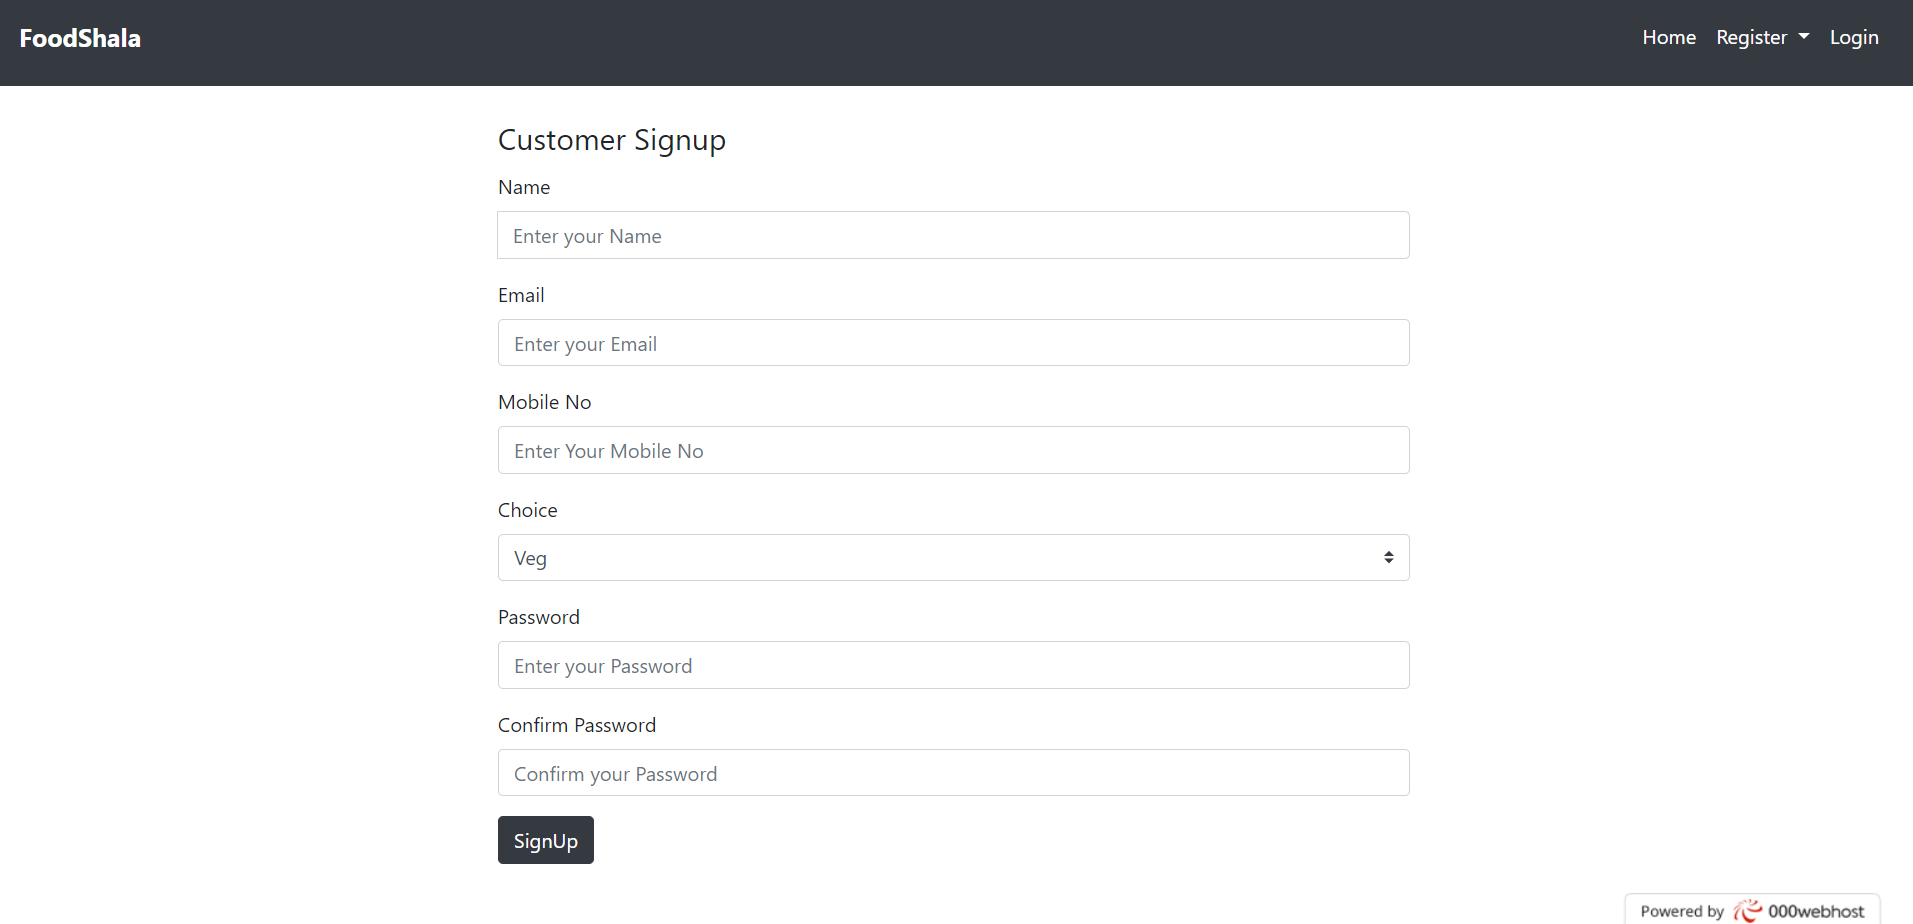 FoodShala
Home Register Login
Customer Signup
Name
Enter your Name
Email
Enter your Email
Mobile No
Enter Your Mobile No
Choice
Veg
Password
Enter your Password
Confirm Password
Confirm your Password
SignUp
Powered by 000webhost